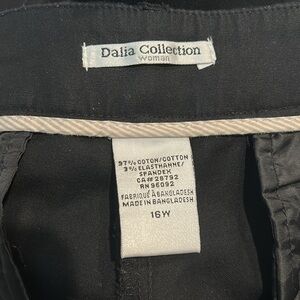 Dalia Collection
woman
97% COTON/COTTON
3% ELASTHANNE/
SPANDEX
CA# 28792
RN 96092
FABRIQUÉ À BANGLADESH
MADE IN BANGLADESH
16W